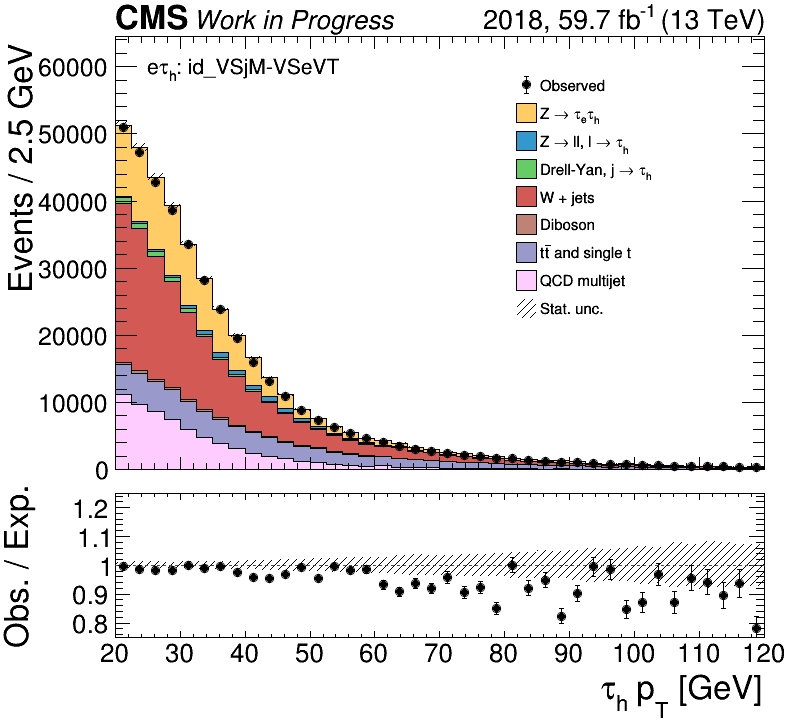 CMS Work in Progress 2018, 59.7 fb⁻¹ (13 TeV)
Events / 2.5 GeV
eτₕ: id_VSjM-VSeVT
Observed
Z → τₑτₕ
Z → ll, l → τₕ
Drell-Yan, j → τₕ
W + jets
Diboson
tt̄ and single t
QCD multijet
Stat. unc.
60000
50000
40000
30000
20000
10000
0
Obs. / Exp.
1.2
1.1
1
0.9
0.8
20 30 40 50 60 70 80 90 100 110 120
τₕ p_T [GeV]